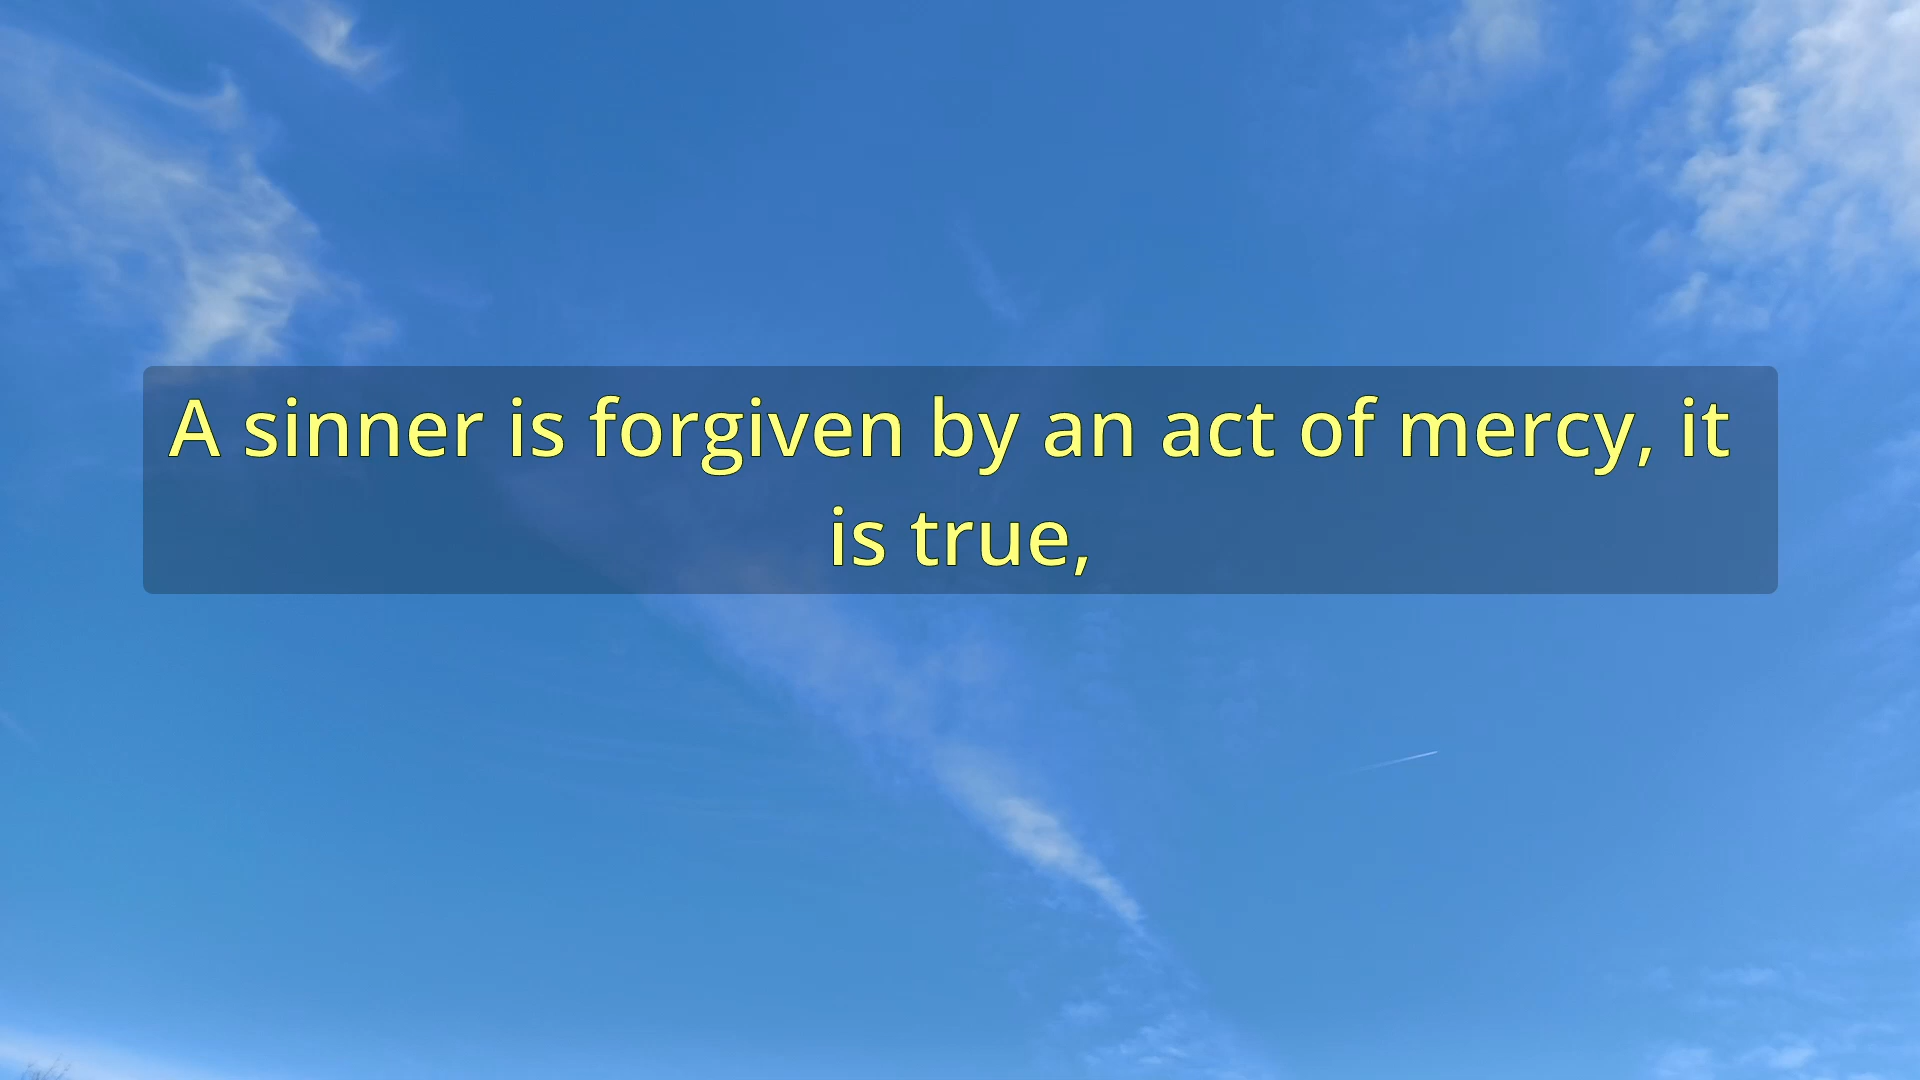 A sinner is forgiven by an act of mercy, it
is true,